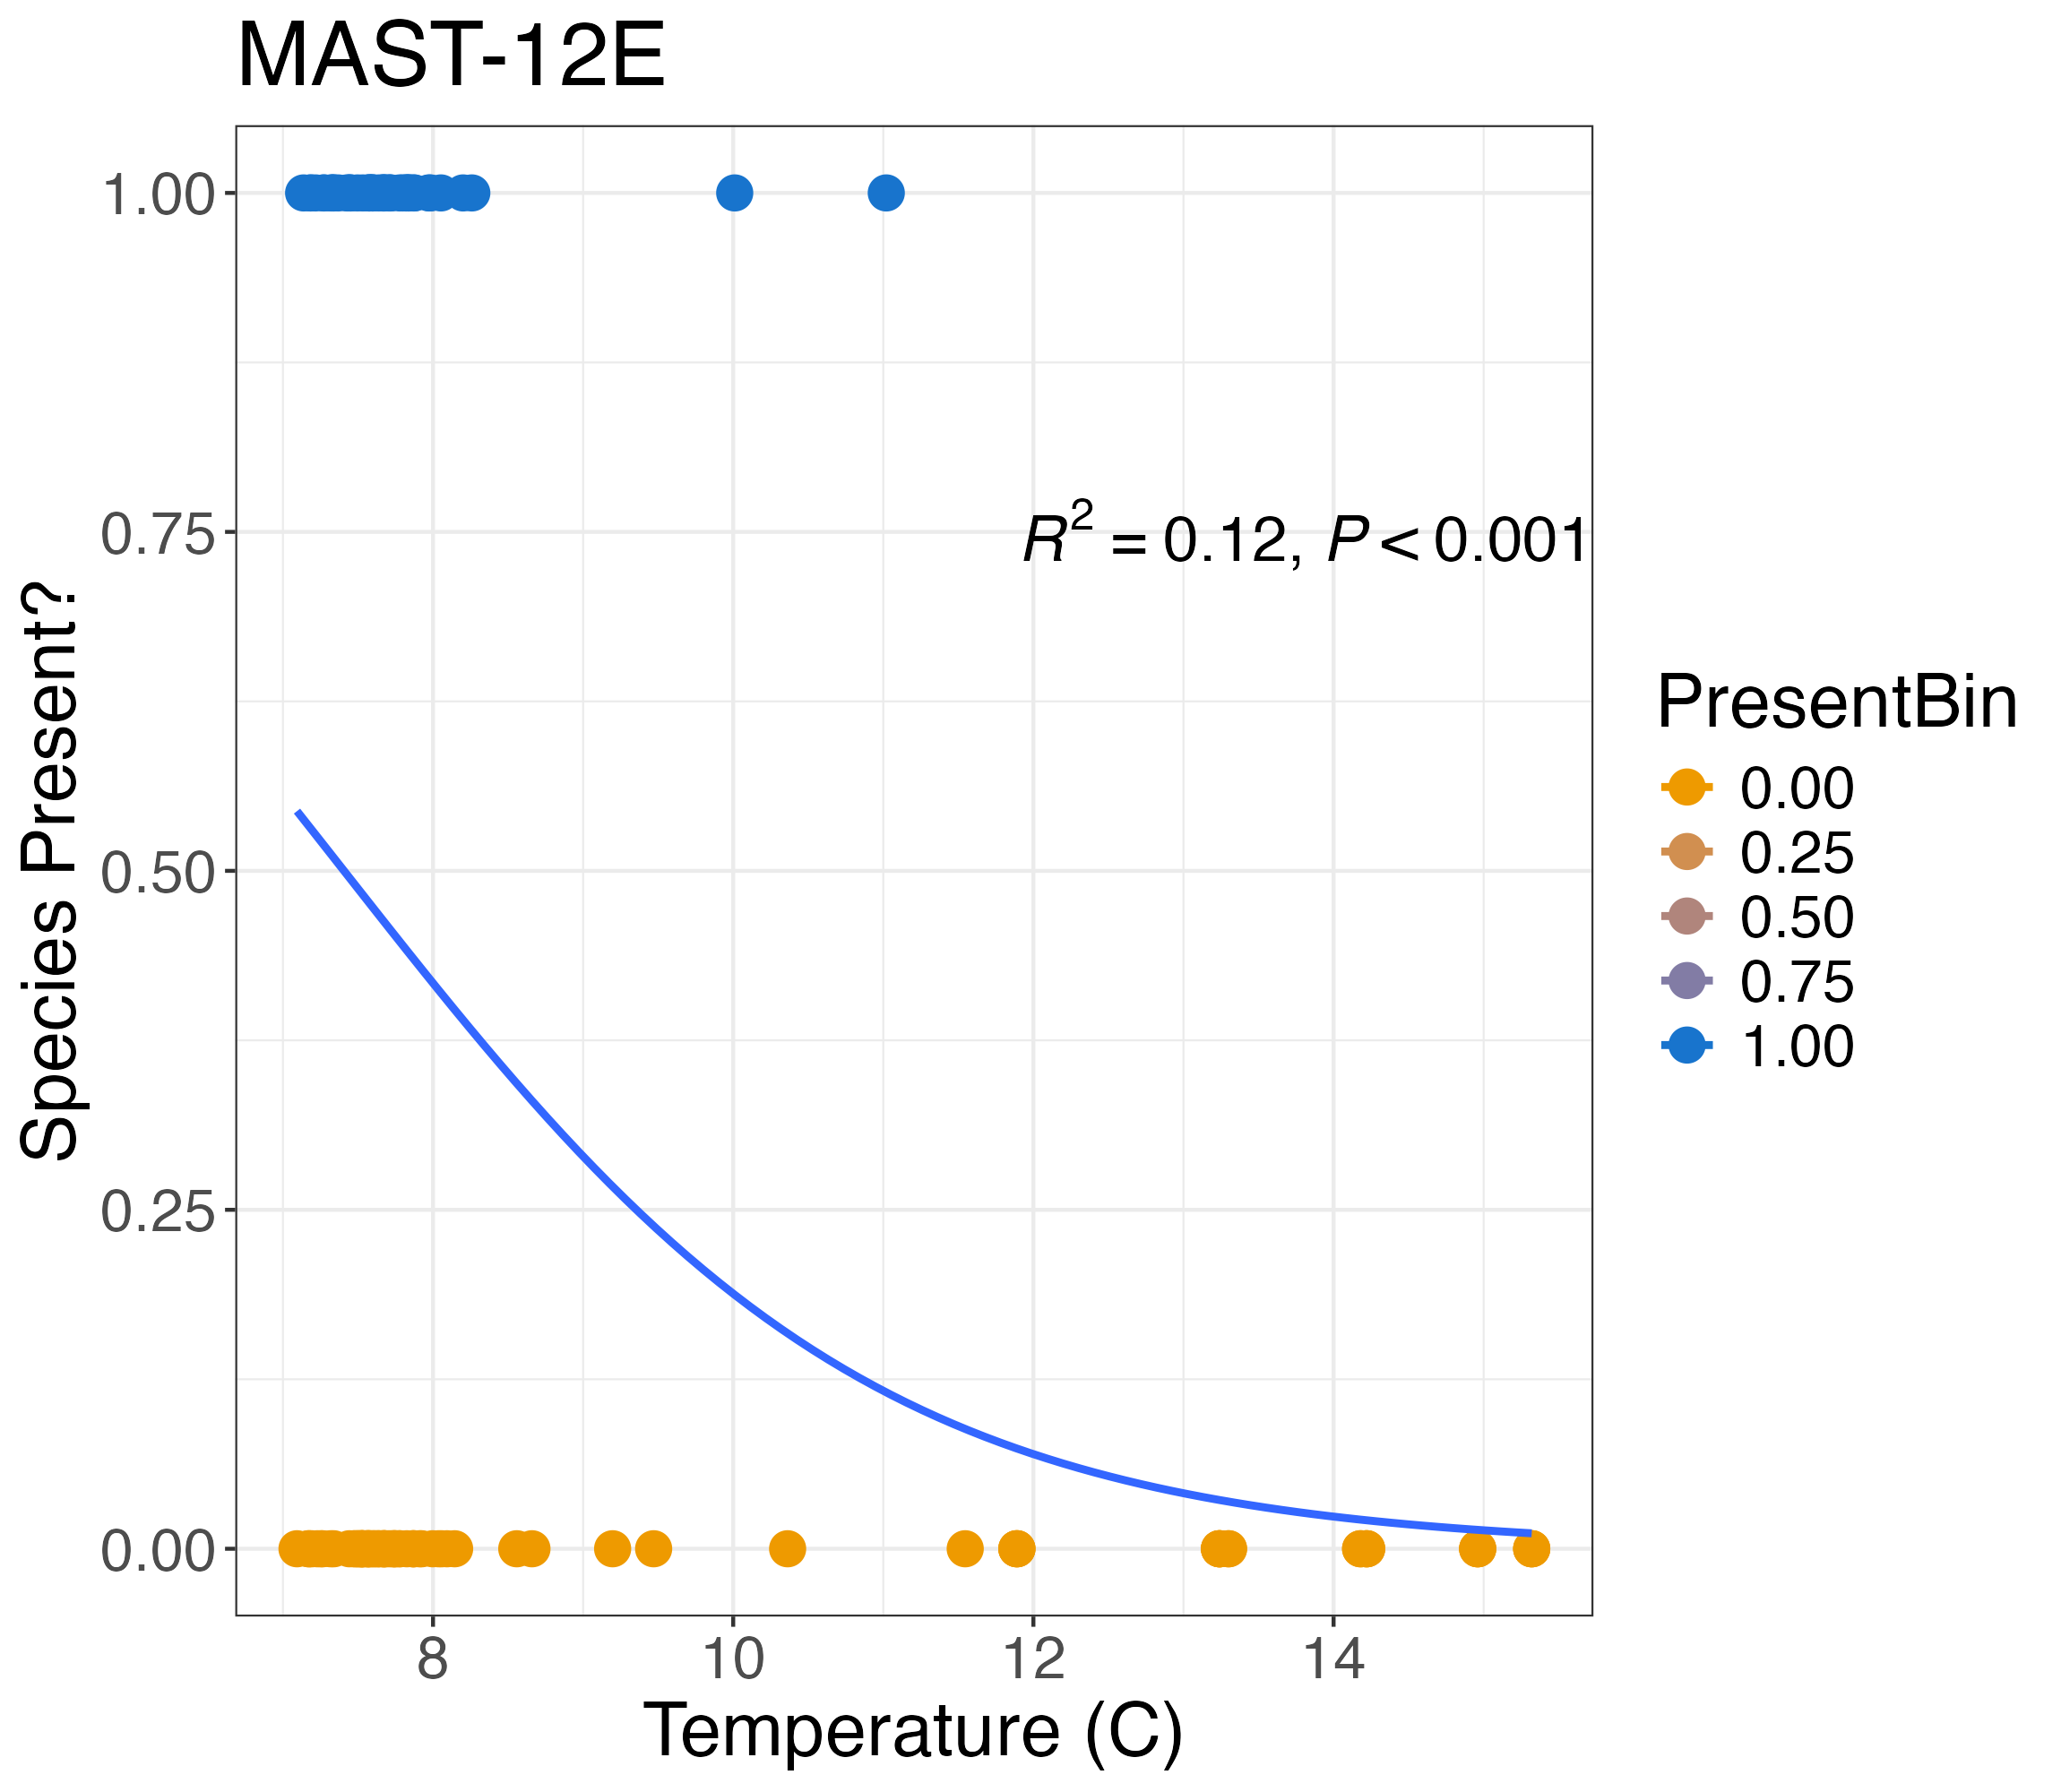 MAST-12E
1.00
0.75
0.50
0.25
0.00
Species Present?
R² = 0.12, P < 0.001
8 10 12 14
Temperature (C)
PresentBin
0.00
0.25
0.50
0.75
1.00